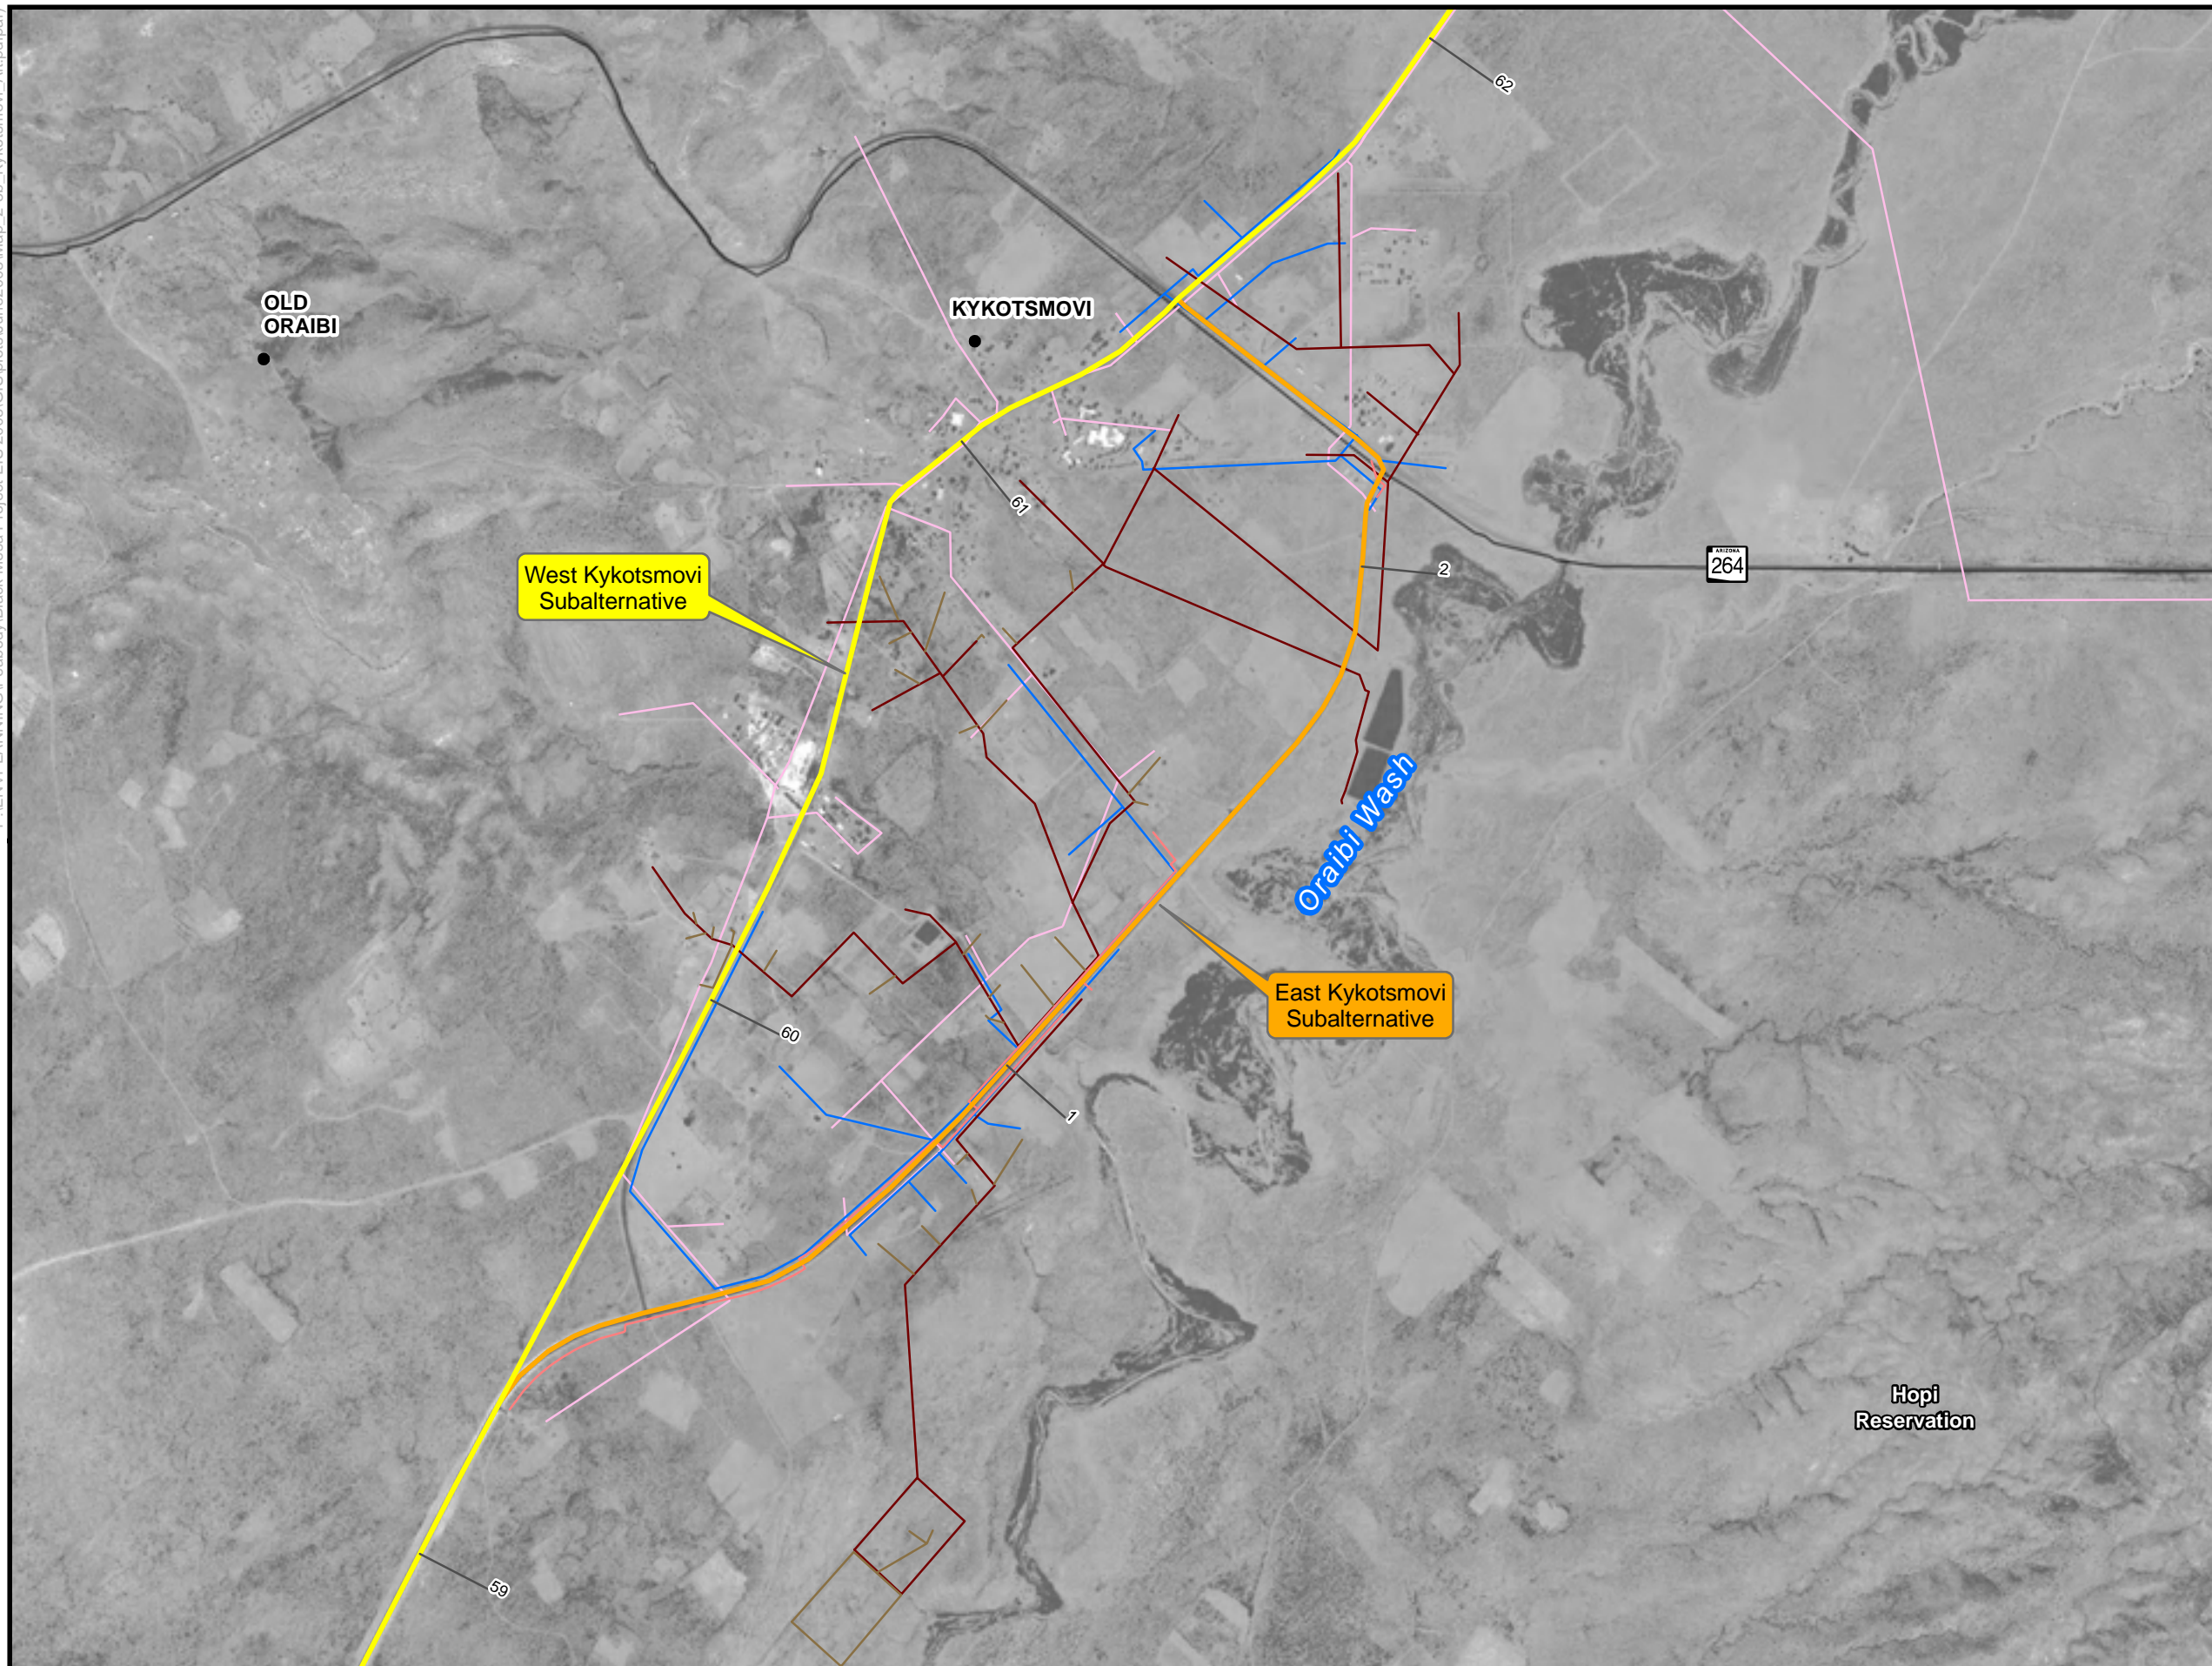 62
OLD
ORAIBI
KYKOTSMOVI
61
West Kykotsmovi
Subalternative
2
ARIZONA
264
Oraibi Wash
East Kykotsmovi
Subalternative
60
1
Hopi
Reservation
59